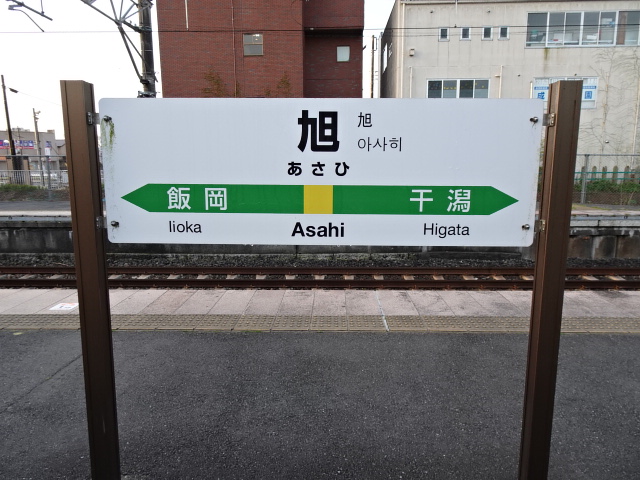 旭
旭
아사히
あさひ
飯岡 干潟
Iioka Asahi Higata